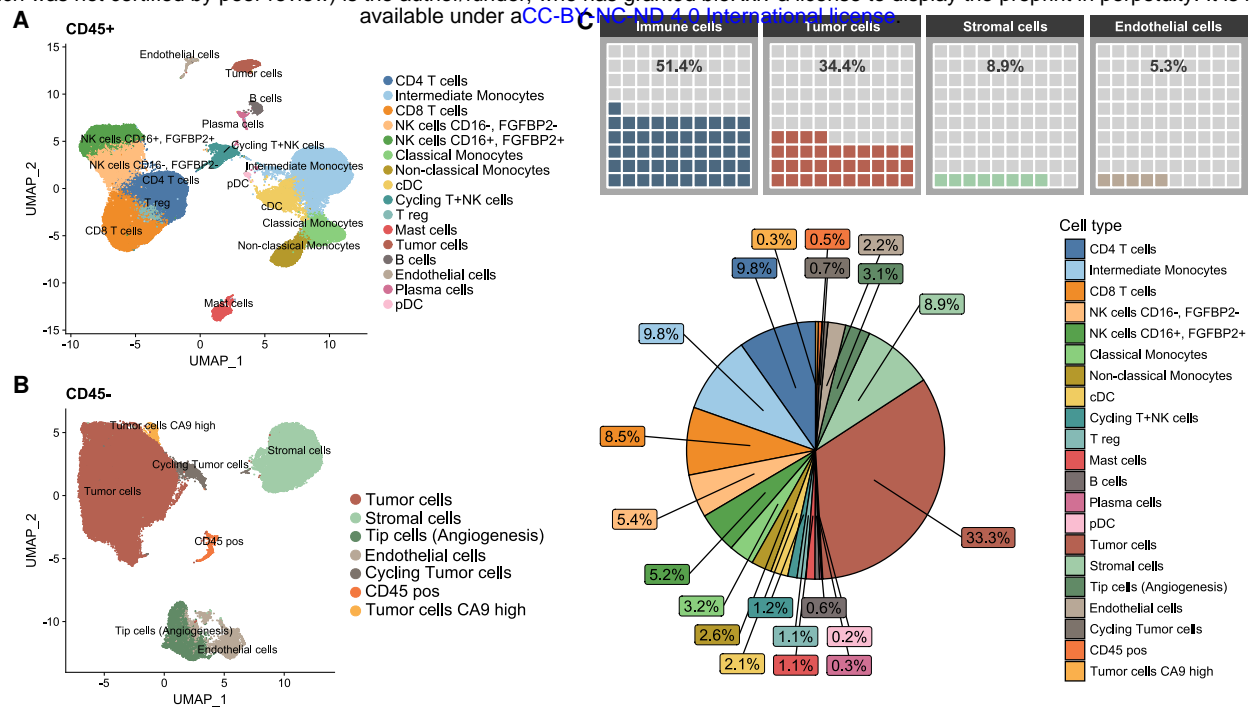 available under aCC-BY-NC-ND 4.0 International license.
A
CD45+
15
10
5
0
-5
-10
-15
-10
-5
0
5
10
UMAP_1
UMAP_2
Endothelial cells
Tumor cells
B cells
Plasma cells
NK cells CD16+, FGFBP2+
Cycling T+NK cells
NK cells CD16-, FGFBP2-
Intermediate Monocytes
CD4 T cells
pDC
T reg
cDC
CD8 T cells
Classical Monocytes
Non-classical Monocytes
Mast cells
CD4 T cells
Intermediate Monocytes
CD8 T cells
NK cells CD16-, FGFBP2-
NK cells CD16+, FGFBP2+
Classical Monocytes
Non-classical Monocytes
cDC
Cycling T+NK cells
T reg
Mast cells
Tumor cells
B cells
Endothelial cells
Plasma cells
pDC
B
CD45-
5
0
-5
-10
-5
0
5
10
UMAP_1
UMAP_2
Tumor cells CA9 high
Cycling Tumor cells
Stromal cells
Tumor cells
CD45 pos
Tip cells (Angiogenesis)
Endothelial cells
Tumor cells
Stromal cells
Tip cells (Angiogenesis)
Endothelial cells
Cycling Tumor cells
CD45 pos
Tumor cells CA9 high
C
Immune cells
51.4%
Tumor cells
34.4%
Stromal cells
8.9%
Endothelial cells
5.3%
0.3%
0.5%
2.2%
9.8%
0.7%
3.1%
8.9%
9.8%
8.5%
5.4%
33.3%
5.2%
3.2%
1.2%
0.6%
2.6%
1.1%
0.2%
2.1%
1.1%
0.3%
Cell type
CD4 T cells
Intermediate Monocytes
CD8 T cells
NK cells CD16-, FGFBP2-
NK cells CD16+, FGFBP2+
Classical Monocytes
Non-classical Monocytes
cDC
Cycling T+NK cells
T reg
Mast cells
B cells
Plasma cells
pDC
Tumor cells
Stromal cells
Tip cells (Angiogenesis)
Endothelial cells
Cycling Tumor cells
CD45 pos
Tumor cells CA9 high